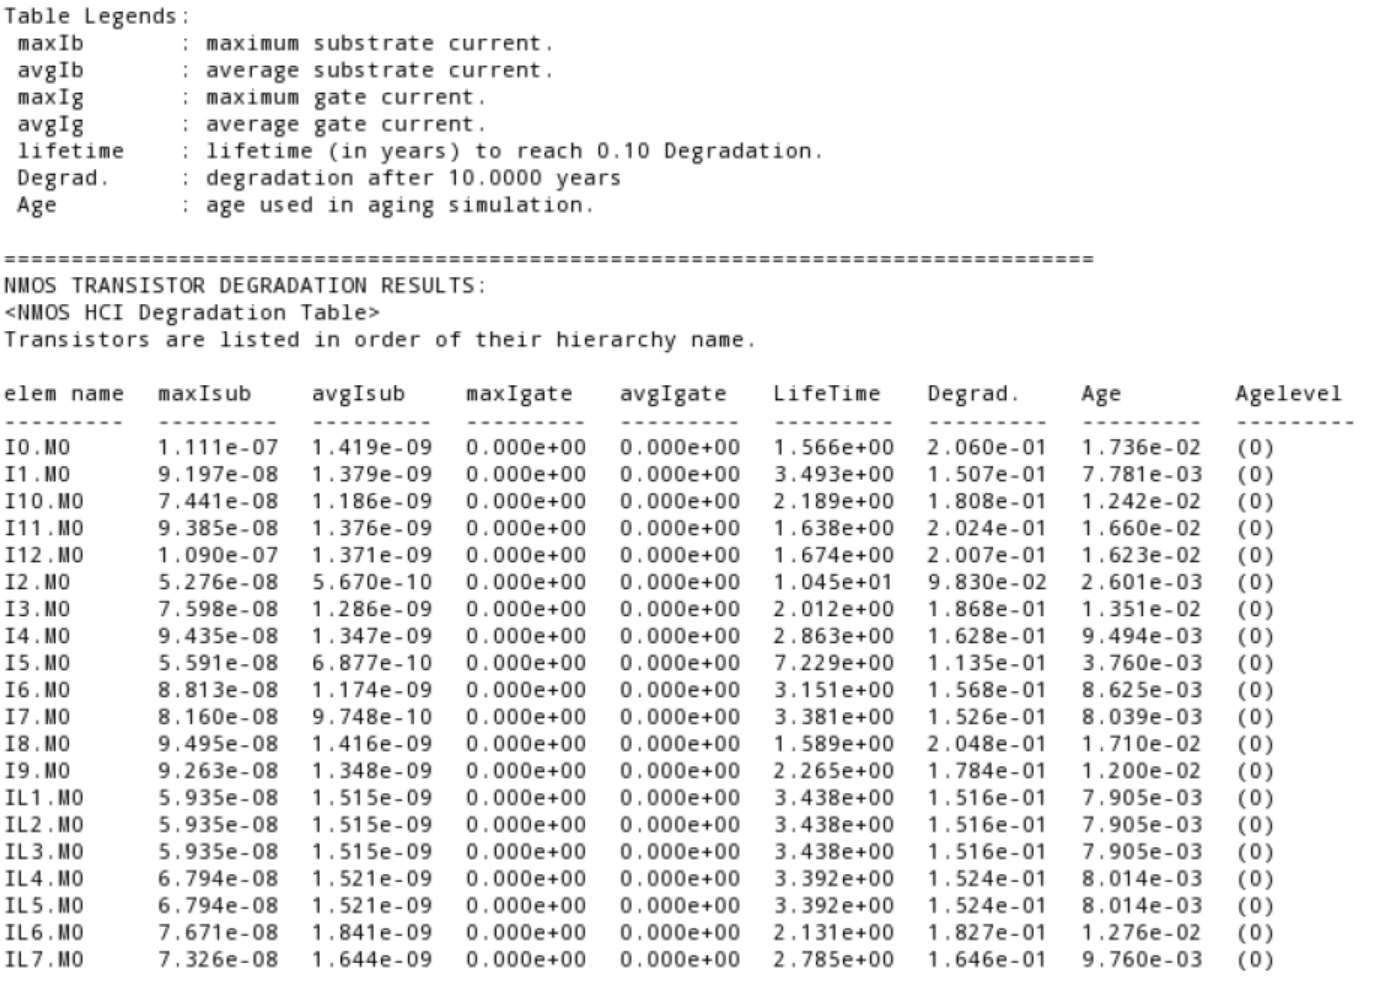 Table Legends:
maxIb : maximum substrate current.
avgIb : average substrate current.
maxIg : maximum gate current.
avgIg : average gate current.
lifetime : lifetime (in years) to reach 0.10 Degradation.
Degrad. : degradation after 10.0000 years
Age : age used in aging simulation.
=================================================================================
NMOS TRANSISTOR DEGRADATION RESULTS:
<NMOS HCI Degradation Table>
Transistors are listed in order of their hierarchy name.
elem name maxIsub avgIsub maxIgate avgIgate LifeTime Degrad. Age Agelevel
--------- --------- --------- --------- --------- --------- --------- --------- ---------
I0.M0 1.111e-07 1.419e-09 0.000e+00 0.000e+00 1.566e+00 2.060e-01 1.736e-02 (0)
I1.M0 9.197e-08 1.379e-09 0.000e+00 0.000e+00 3.493e+00 1.507e-01 7.781e-03 (0)
I10.M0 7.441e-08 1.186e-09 0.000e+00 0.000e+00 2.189e+00 1.808e-01 1.242e-02 (0)
I11.M0 9.385e-08 1.376e-09 0.000e+00 0.000e+00 1.638e+00 2.024e-01 1.660e-02 (0)
I12.M0 1.090e-07 1.371e-09 0.000e+00 0.000e+00 1.674e+00 2.007e-01 1.623e-02 (0)
I2.M0 5.276e-08 5.670e-10 0.000e+00 0.000e+00 1.045e+01 9.830e-02 2.601e-03 (0)
I3.M0 7.598e-08 1.286e-09 0.000e+00 0.000e+00 2.012e+00 1.868e-01 1.351e-02 (0)
I4.M0 9.435e-08 1.347e-09 0.000e+00 0.000e+00 2.863e+00 1.628e-01 9.494e-03 (0)
I5.M0 5.591e-08 6.877e-10 0.000e+00 0.000e+00 7.229e+00 1.135e-01 3.760e-03 (0)
I6.M0 8.813e-08 1.174e-09 0.000e+00 0.000e+00 3.151e+00 1.568e-01 8.625e-03 (0)
I7.M0 8.160e-08 9.748e-10 0.000e+00 0.000e+00 3.381e+00 1.526e-01 8.039e-03 (0)
I8.M0 9.495e-08 1.416e-09 0.000e+00 0.000e+00 1.589e+00 2.048e-01 1.710e-02 (0)
I9.M0 9.263e-08 1.348e-09 0.000e+00 0.000e+00 2.265e+00 1.784e-01 1.200e-02 (0)
IL1.M0 5.935e-08 1.515e-09 0.000e+00 0.000e+00 3.438e+00 1.516e-01 7.905e-03 (0)
IL2.M0 5.935e-08 1.515e-09 0.000e+00 0.000e+00 3.438e+00 1.516e-01 7.905e-03 (0)
IL3.M0 5.935e-08 1.515e-09 0.000e+00 0.000e+00 3.438e+00 1.516e-01 7.905e-03 (0)
IL4.M0 6.794e-08 1.521e-09 0.000e+00 0.000e+00 3.392e+00 1.524e-01 8.014e-03 (0)
IL5.M0 6.794e-08 1.521e-09 0.000e+00 0.000e+00 3.392e+00 1.524e-01 8.014e-03 (0)
IL6.M0 7.671e-08 1.841e-09 0.000e+00 0.000e+00 2.131e+00 1.827e-01 1.276e-02 (0)
IL7.M0 7.326e-08 1.644e-09 0.000e+00 0.000e+00 2.785e+00 1.646e-01 9.760e-03 (0)